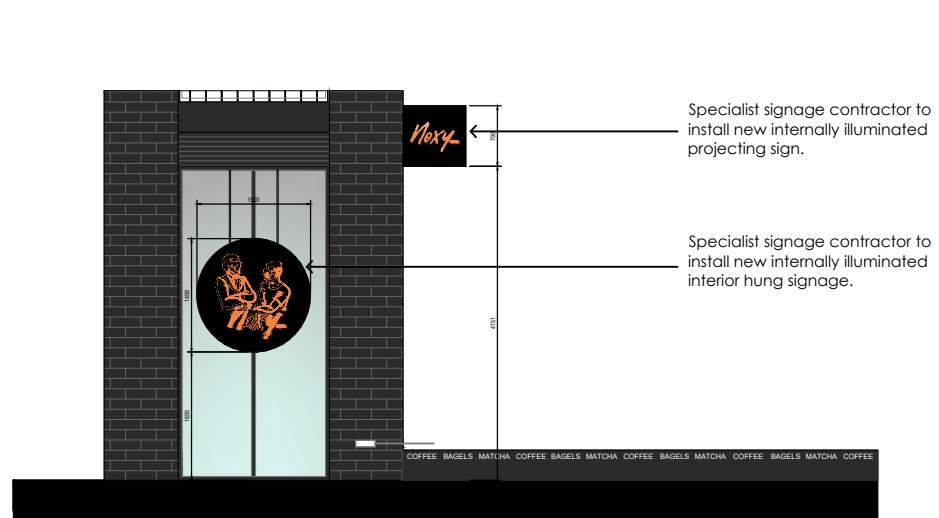 Specialist signage contractor to
install new internally illuminated
projecting sign.
Noxy
1500
Specialist signage contractor to
install new internally illuminated
interior hung signage.
1499
Noxy
4151
1695
COFFEE BAGELS MATCHA COFFEE BAGELS MATCHA COFFEE BAGELS MATCHA COFFEE BAGELS MATCHA COFFEE